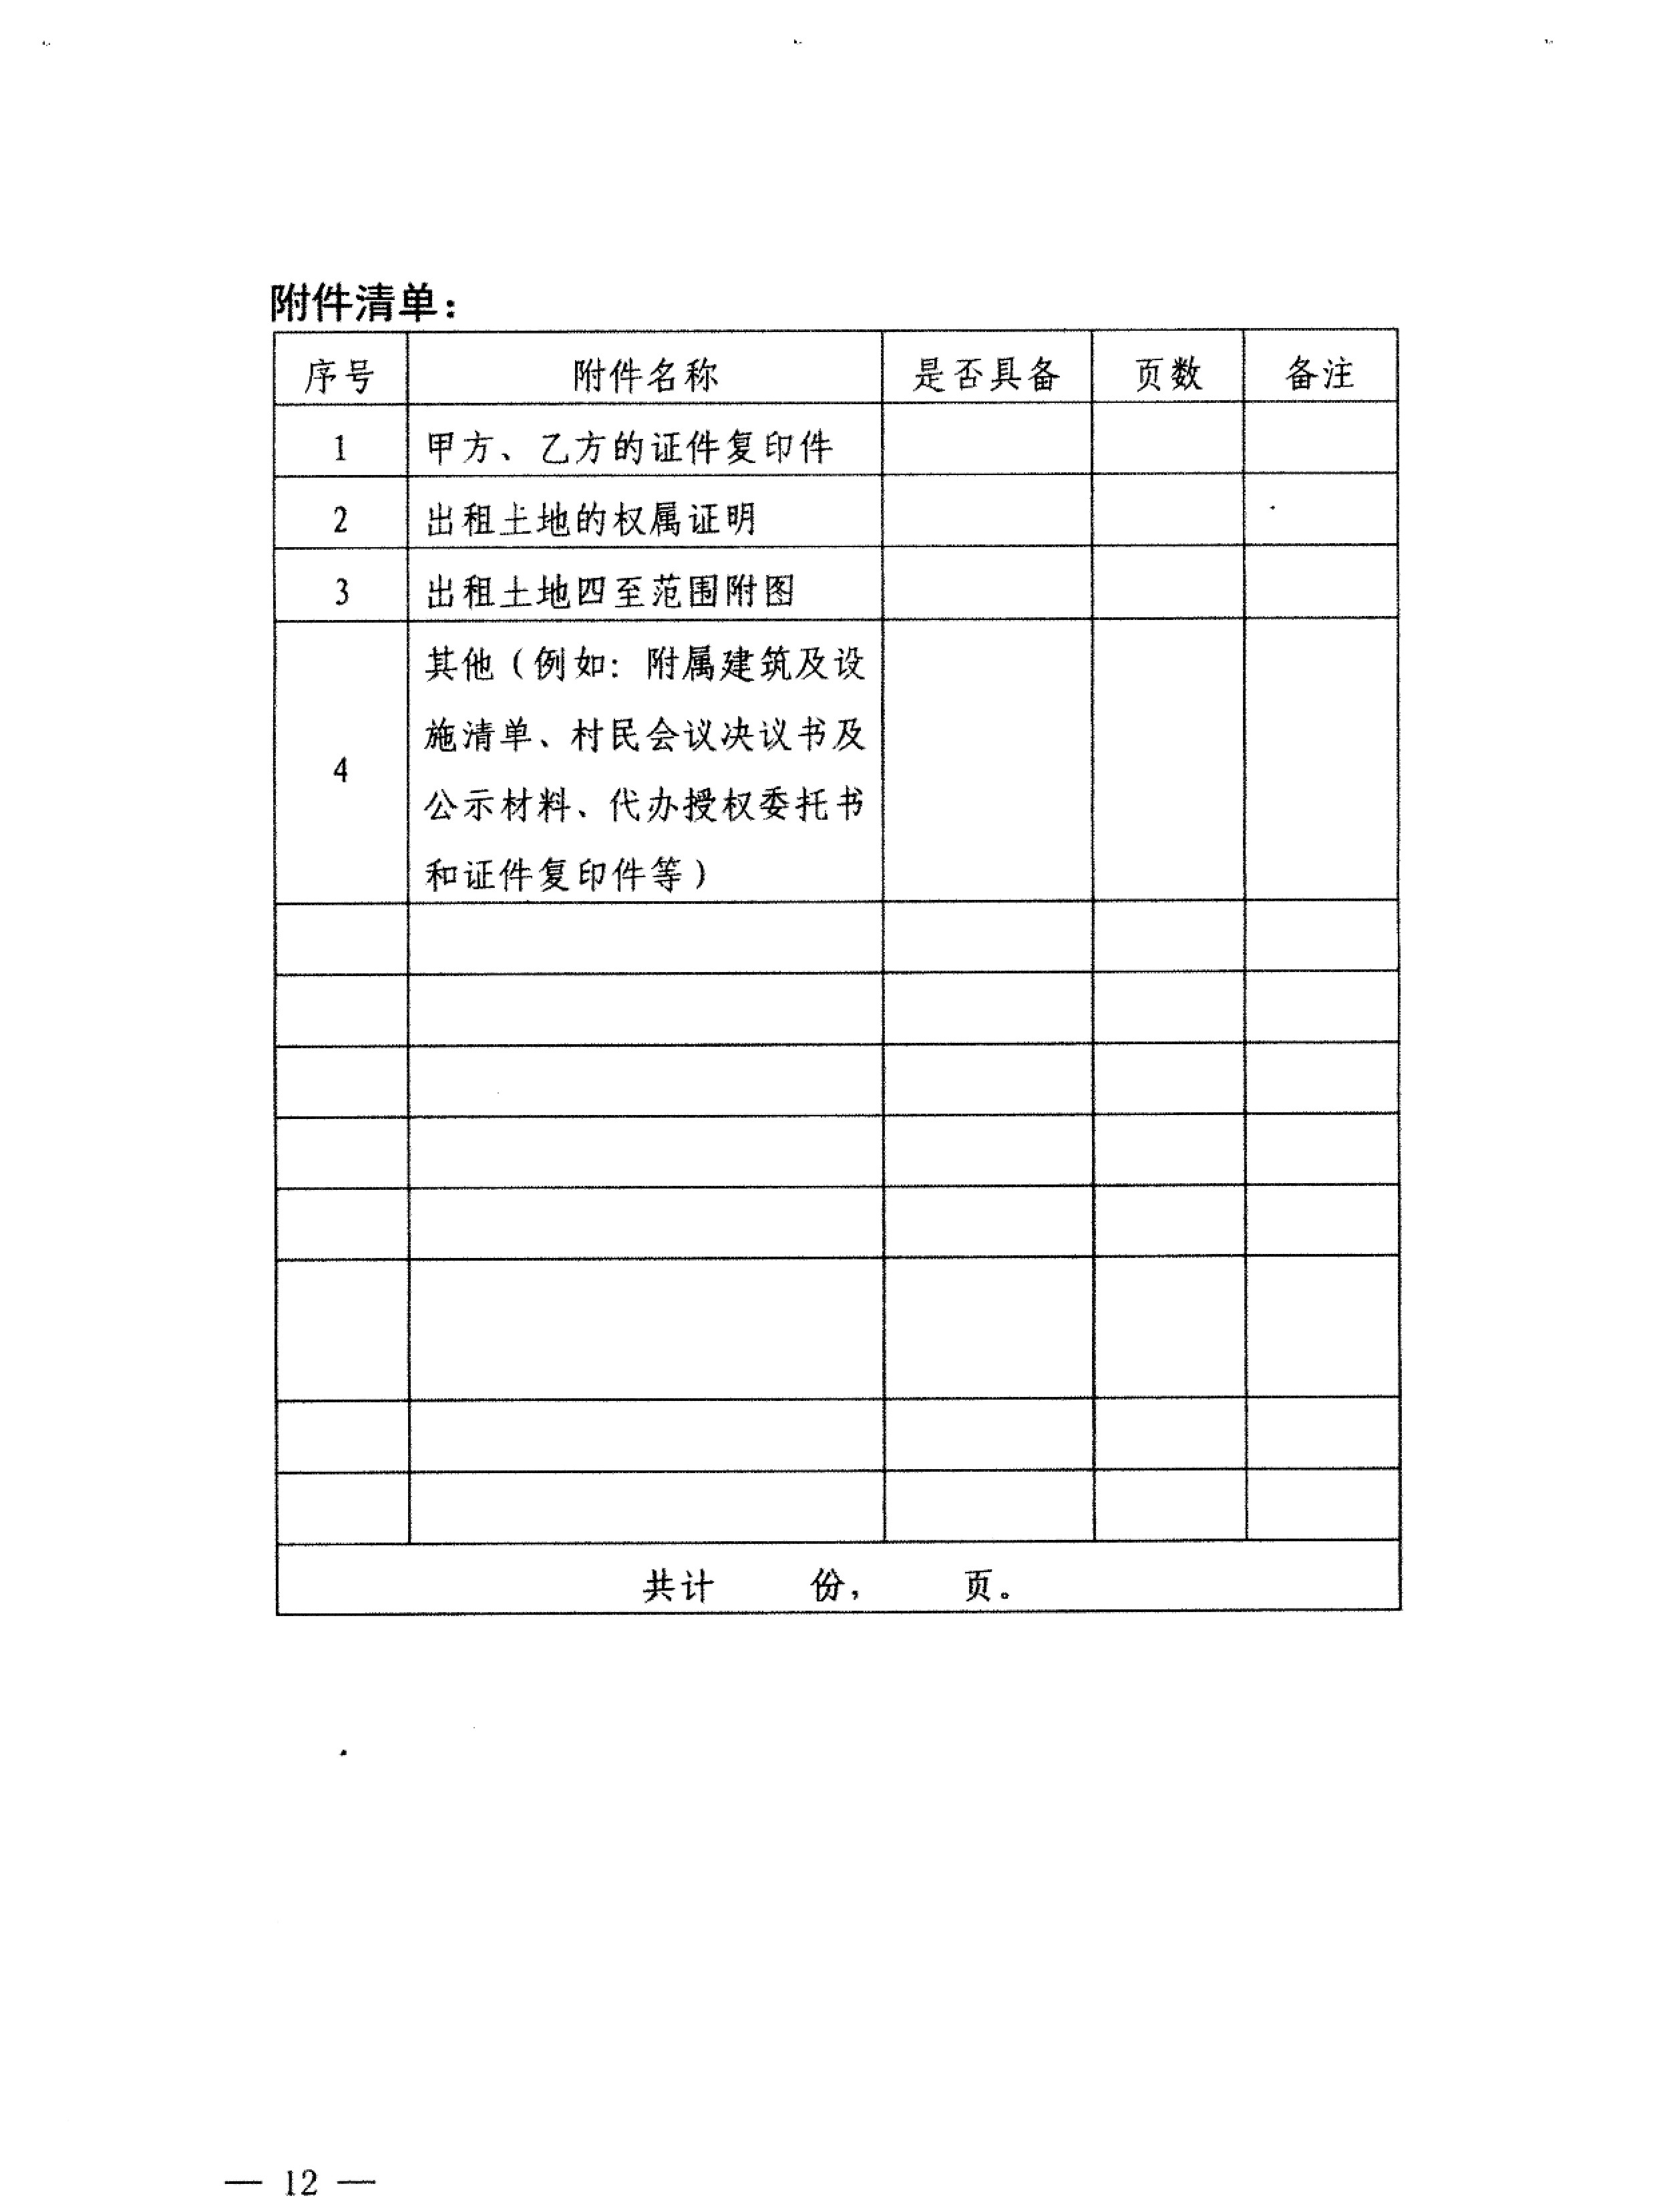 附件清单：
序号 附件名称 是否具备 页数 备注
1 甲方、乙方的证件复印件
2 出租土地的权属证明
3 出租土地四至范围附图
4 其他（例如：附属建筑及设
施清单、村民会议决议书及
公示材料、代办授权委托书
和证件复印件等）
共计 份， 页。
— 12 —